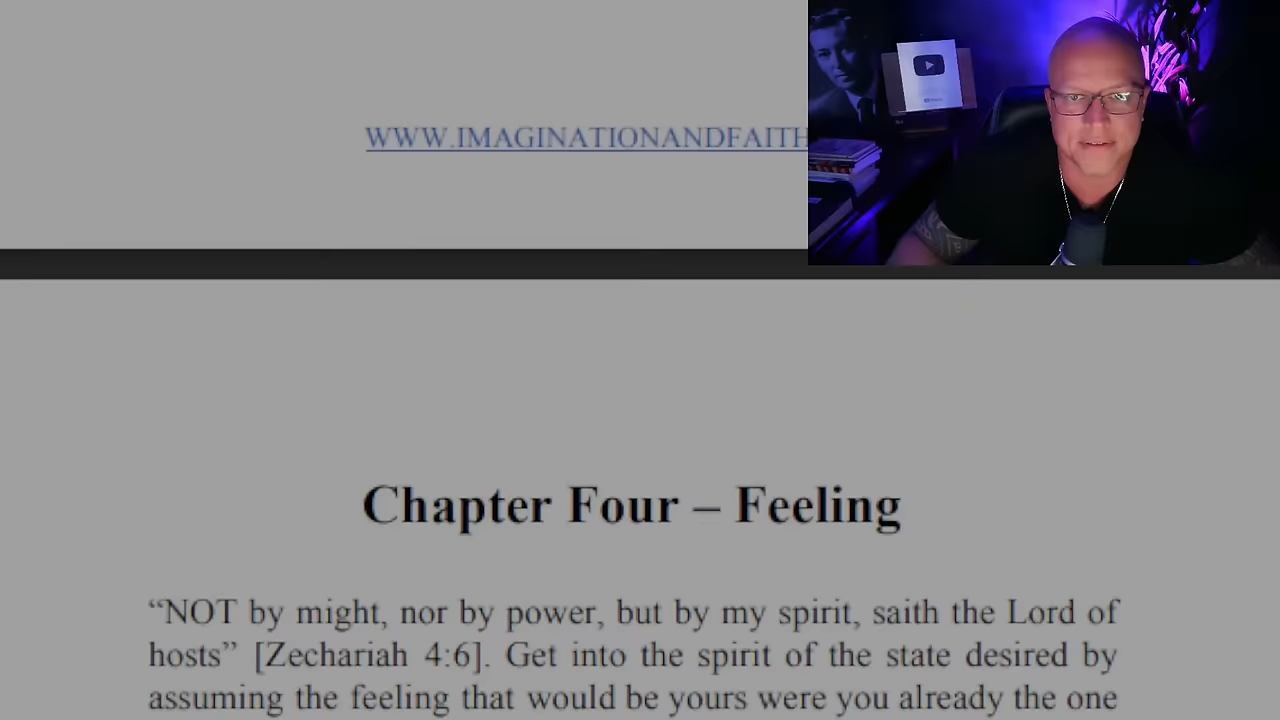 WWW.IMAGINATIONANDFAITH
Chapter Four – Feeling
“NOT by might, nor by power, but by my spirit, saith the Lord of
hosts” [Zechariah 4:6]. Get into the spirit of the state desired by
assuming the feeling that would be yours were you already the one